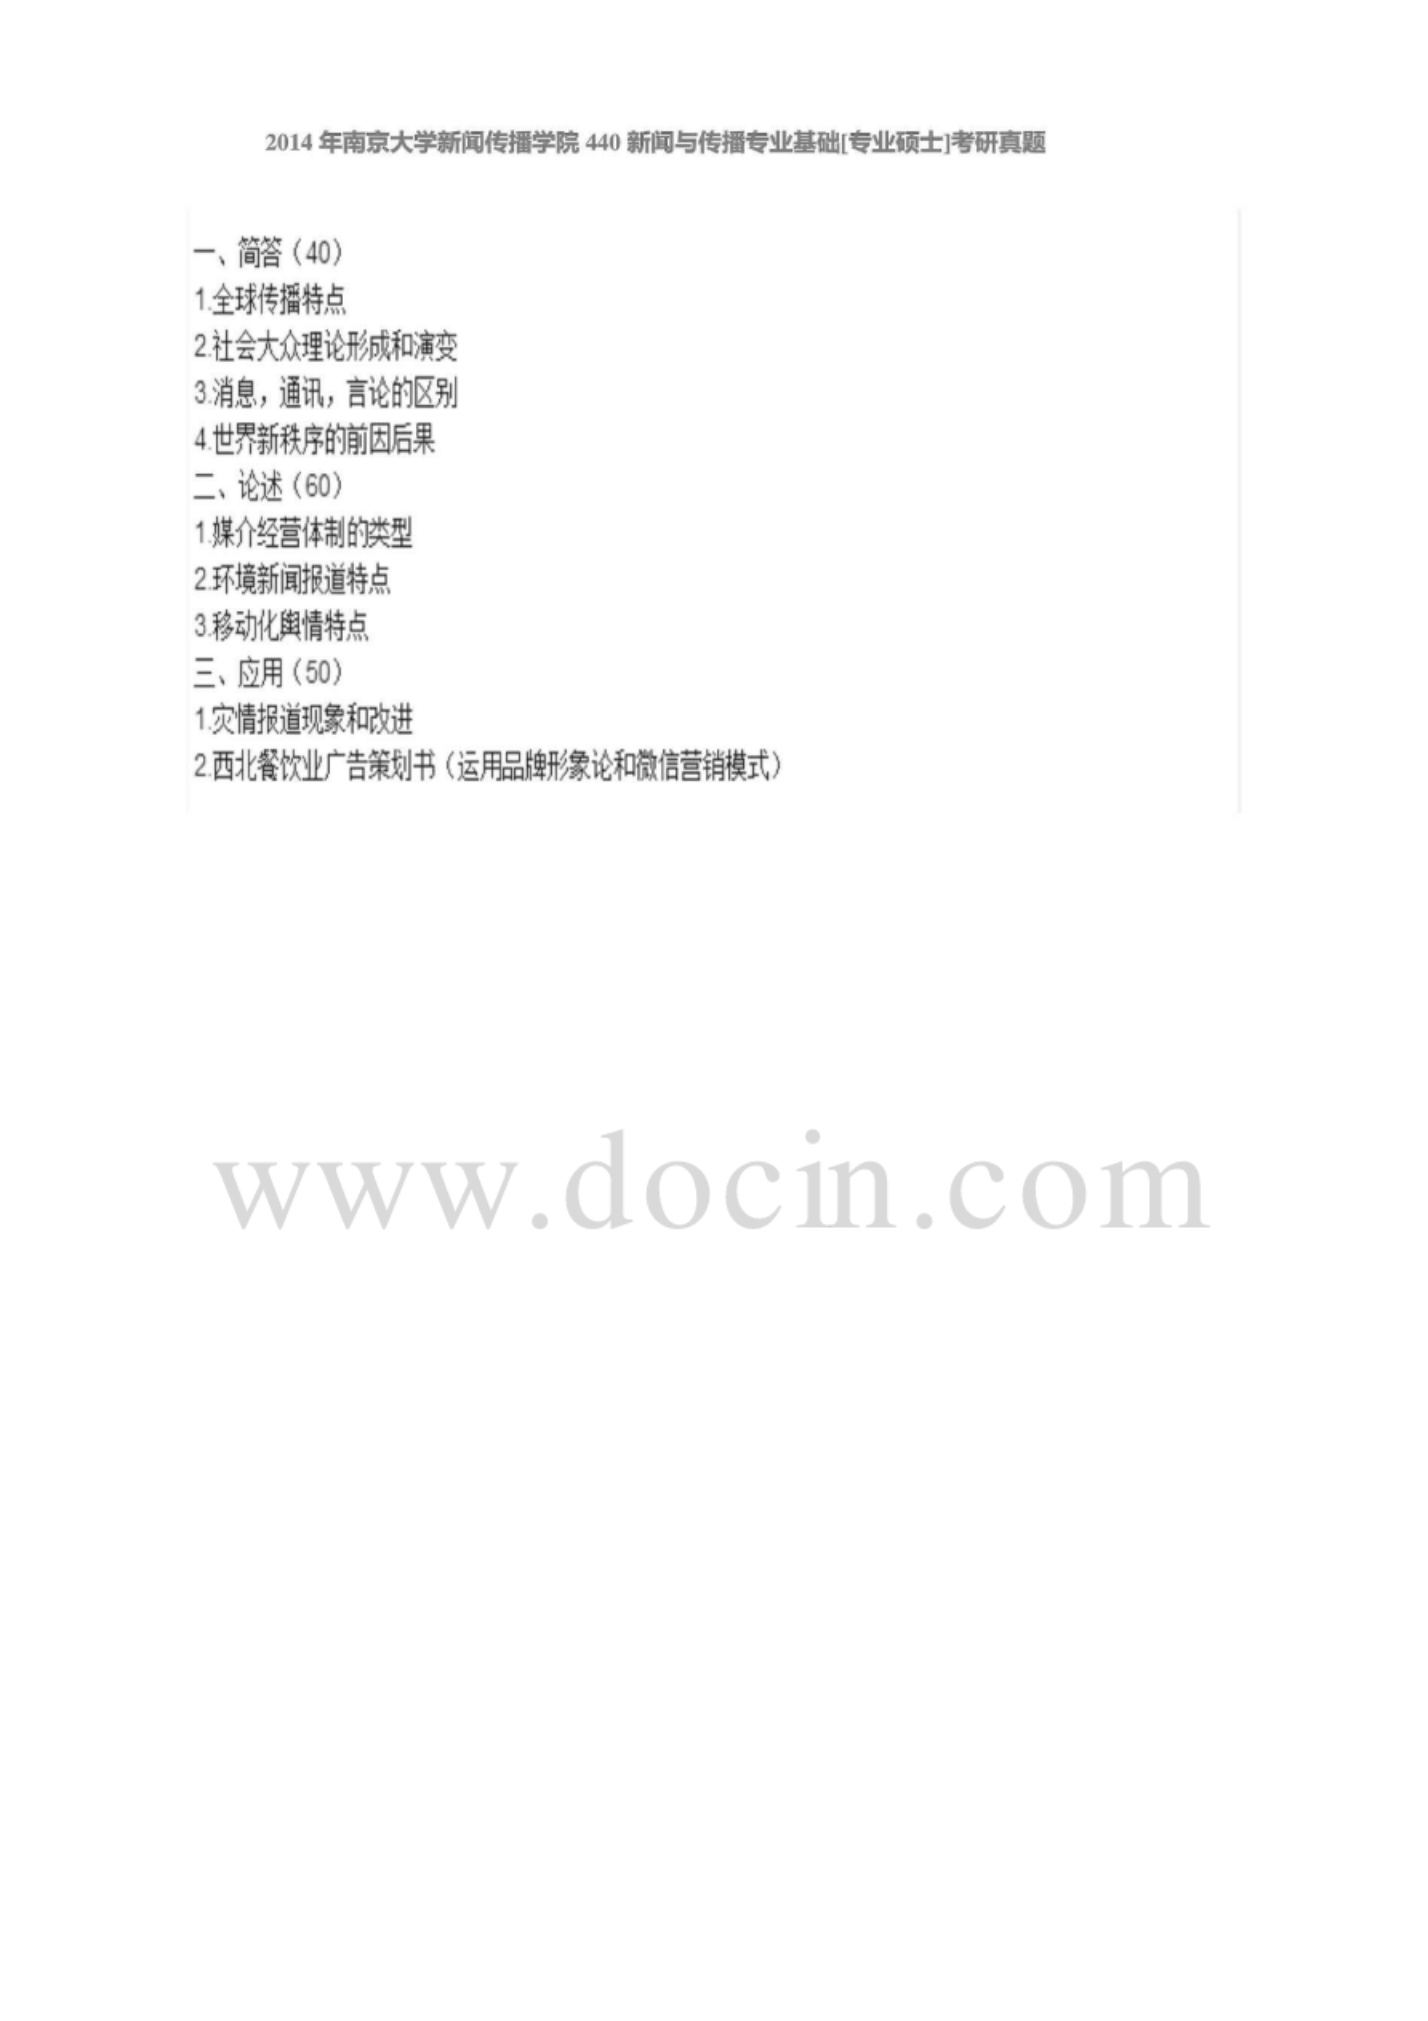 2014 年南京大学新闻传播学院 440 新闻与传播专业基础[专业硕士]考研真题
一、简答（40）
1.全球传播特点
2.社会大众理论形成和演变
3.消息，通讯，言论的区别
4.世界新秩序的前因后果
二、论述（60）
1.媒介经营体制的类型
2.环境新闻报道特点
3.移动化舆情特点
三、应用（50）
1.灾情报道现象和改进
2.西北餐饮业广告策划书（运用品牌形象论和微信营销模式）
www.docin.com